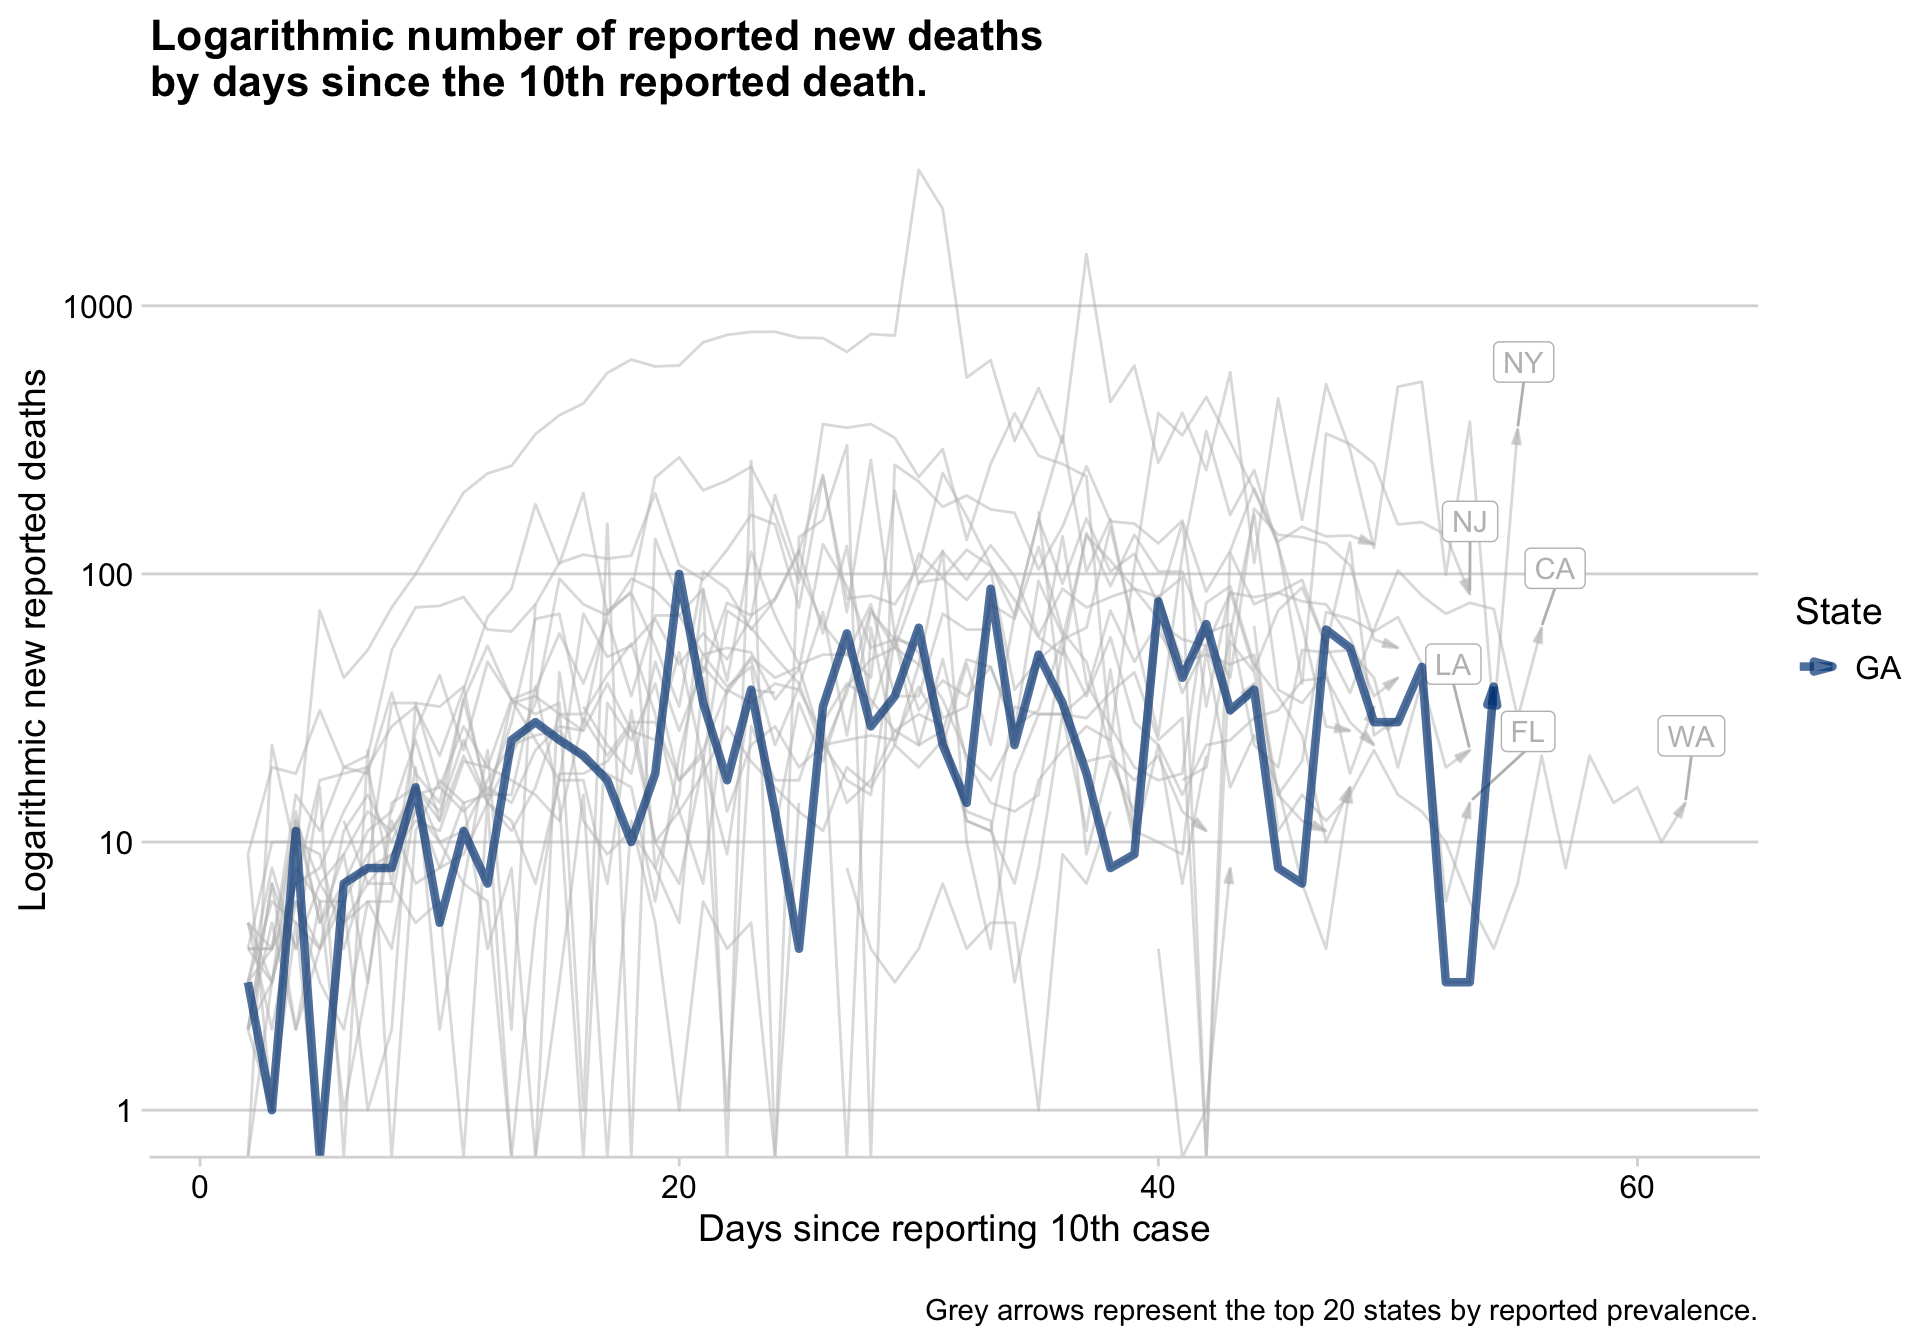 Logarithmic number of reported new deaths
by days since the 10th reported death.
Logarithmic new reported deaths
1000
100
10
1
NY
NJ
CA
LA
FL
WA
State
GA
0
20
40
60
Days since reporting 10th case
Grey arrows represent the top 20 states by reported prevalence.